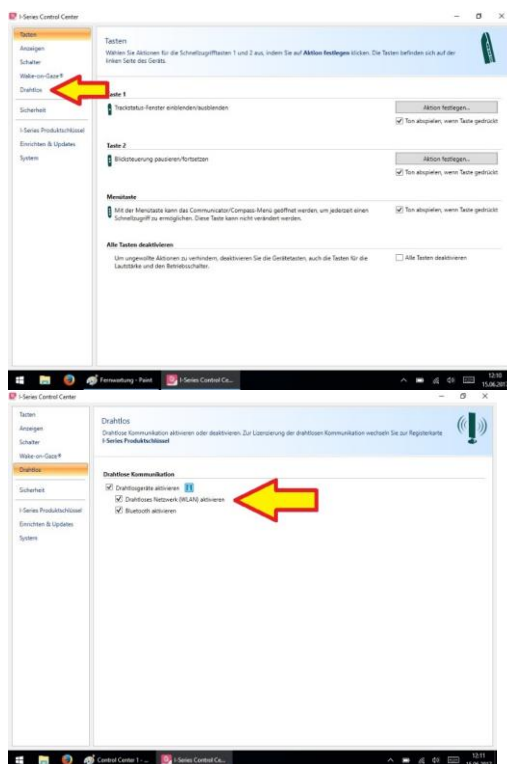 I-Series Control Center
Tasten
Anzeigen
Schalter
Wake-on-Gaze®
Drahtlos
Sicherheit
I-Series Produktschlüssel
Einrichten & Updates
System
Tasten
Wählen Sie Aktionen für die Schnellzugrifftasten 1 und 2 aus, indem Sie auf Aktion festlegen klicken. Die Tasten befinden sich auf der
linken Seite des Geräts.
Taste 1
Trackstatus-Fenster einblenden/ausblenden
Aktion festlegen...
Ton abspielen, wenn Taste gedrückt
Taste 2
Blicksteuerung pausieren/fortsetzen
Aktion festlegen...
Ton abspielen, wenn Taste gedrückt
Menütaste
Mit der Menütaste kann das Communicator/Compass-Menü geöffnet werden, um jederzeit einen
Schnellzugriff zu ermöglichen. Diese Taste kann nicht verändert werden.
Ton abspielen, wenn Taste gedrückt
Alle Tasten deaktivieren
Um ungewollte Aktionen zu verhindern, deaktivieren Sie die Gerätetasten, auch die Tasten für die
Lautstärke und den Betriebsschalter.
Alle Tasten deaktivieren
Fernwartung - Paint
I-Series Control Ce...
12:10
15.06.2017
I-Series Control Center
Tasten
Anzeigen
Schalter
Wake-on-Gaze®
Drahtlos
Sicherheit
I-Series Produktschlüssel
Einrichten & Updates
System
Drahtlos
Drahtlose Kommunikation aktivieren oder deaktivieren. Zur Lizenzierung der drahtlosen Kommunikation wechseln Sie zur Registerkarte
I-Series Produktschlüssel
Drahtlose Kommunikation
Drahtlosgeräte aktivieren
Drahtloses Netzwerk (WLAN) aktivieren
Bluetooth aktivieren
Control Center 1 - ...
I-Series Control Ce...
12:11
15.06.2017